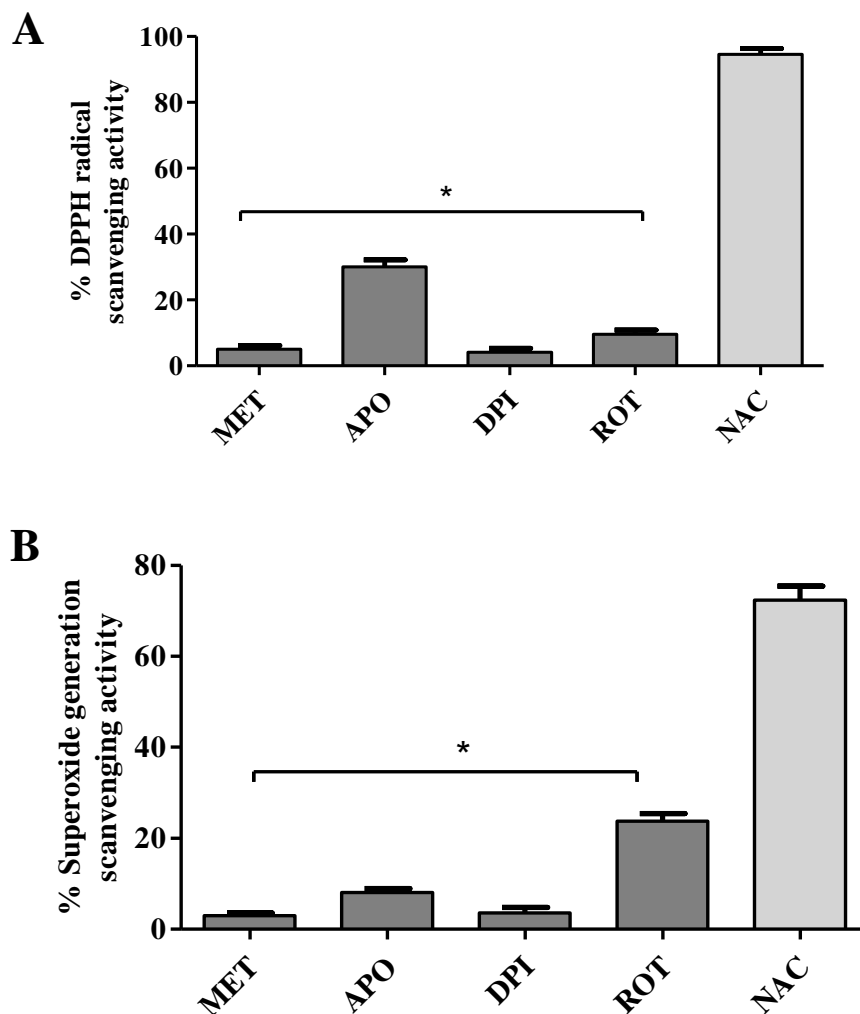 A
% DPPH radical
scanvenging activity
100
80
60
40
20
0
*
MET
APO
DPI
ROT
NAC
B
% Superoxide generation
scanvenging activity
80
60
40
20
0
*
MET
APO
DPI
ROT
NAC